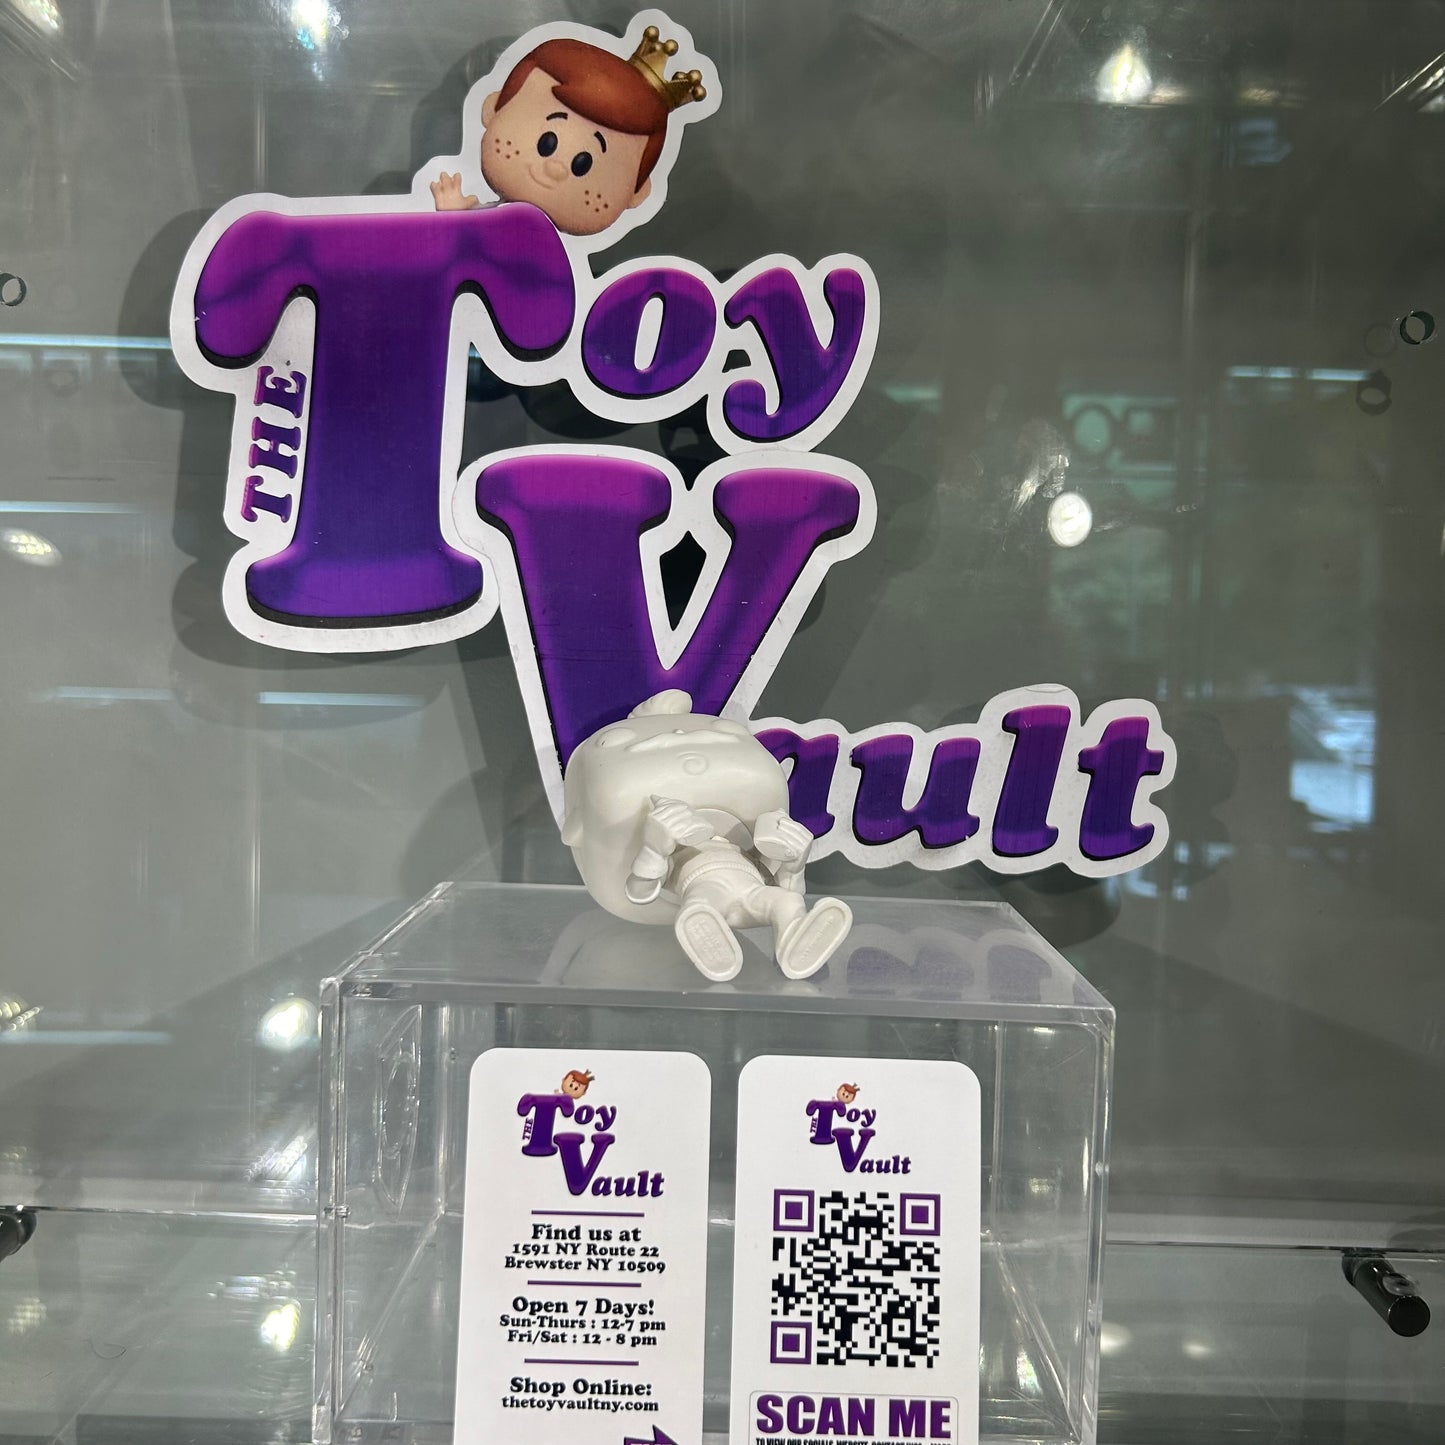 THE Toy
Vault
THE Toy
Vault
Find us at
1591 NY Route 22
Brewster NY 10509
Open 7 Days!
Sun-Thurs : 12-7 pm
Fri/Sat : 12 - 8 pm
Shop Online:
thetoyvaultny.com
THE Toy
Vault
SCAN ME